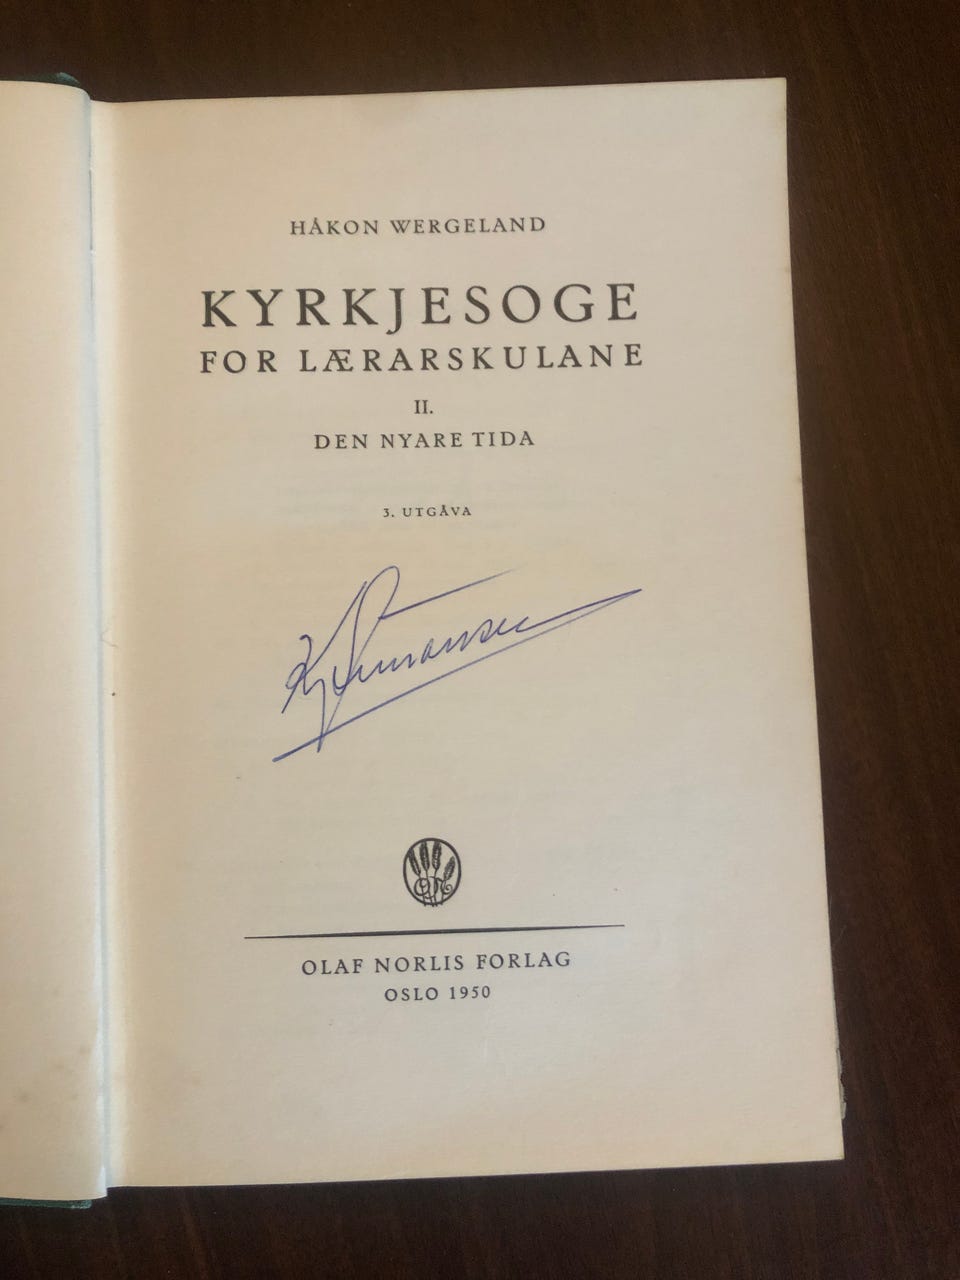 HÅKON WERGELAND
KYRKJESOGE
FOR LÆRARSKULANE
II.
DEN NYARE TIDA
3. UTGÅVA
OLAF NORLIS FORLAG
OSLO 1950